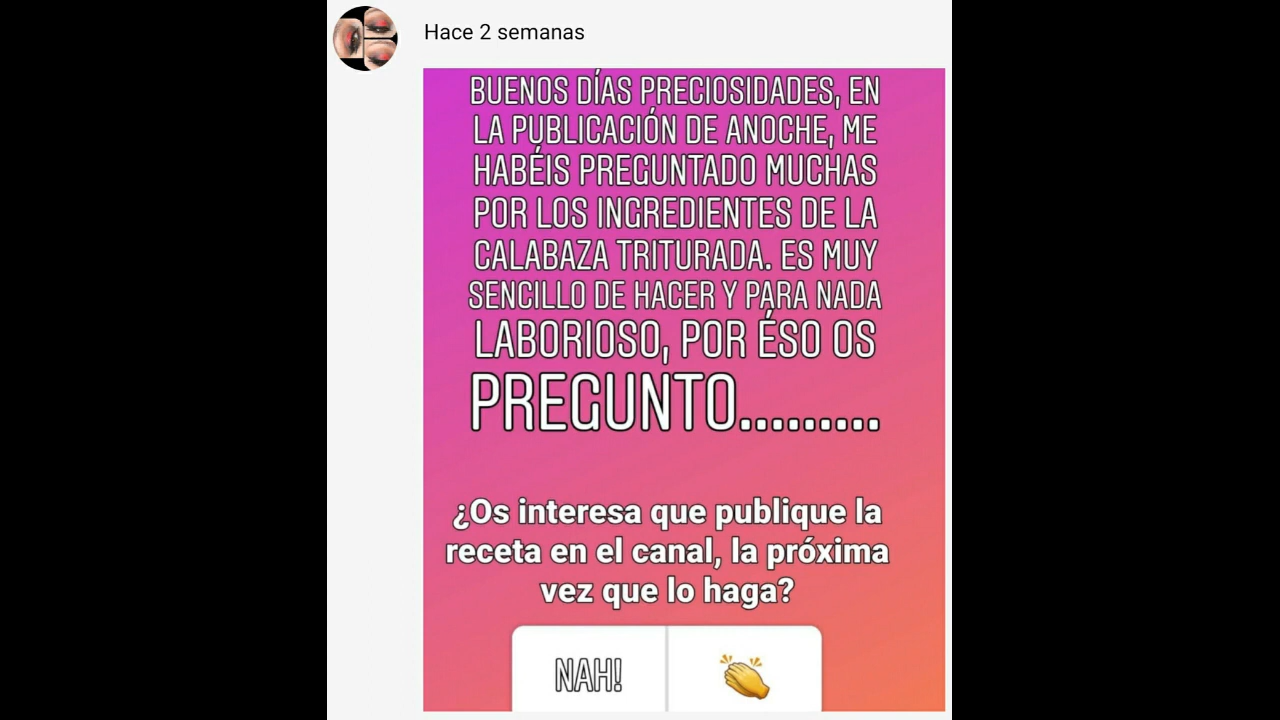 Hace 2 semanas
BUENOS DÍAS PRECIOSIDADES, EN
LA PUBLICACIÓN DE ANOCHE, ME
HABÉIS PREGUNTADO MUCHAS
POR LOS INGREDIENTES DE LA
CALABAZA TRITURADA. ES MUY
SENCILLO DE HACER Y PARA NADA
LABORIOSO, POR ÉSO OS
PREGUNTO.........
¿Os interesa que publique la
receta en el canal, la próxima
vez que lo haga?
NAH! 👏